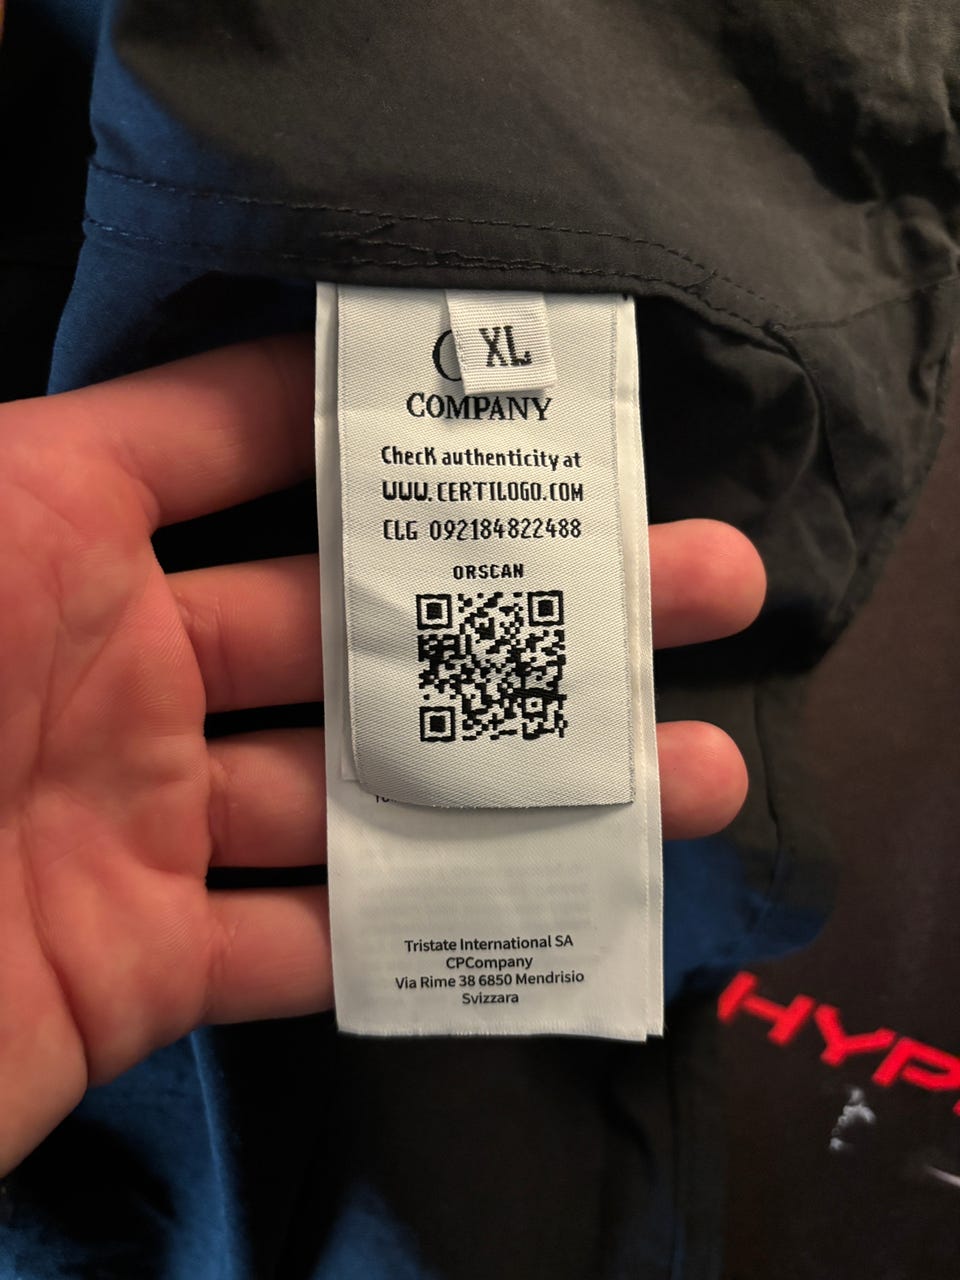 XL
C
COMPANY
Check authenticity at
WWW.CERTILOGO.COM
CLG 092184822488
ORSCAN
Tristate International SA
CPCompany
Via Rime 38 6850 Mendrisio
Svizzara
HYP